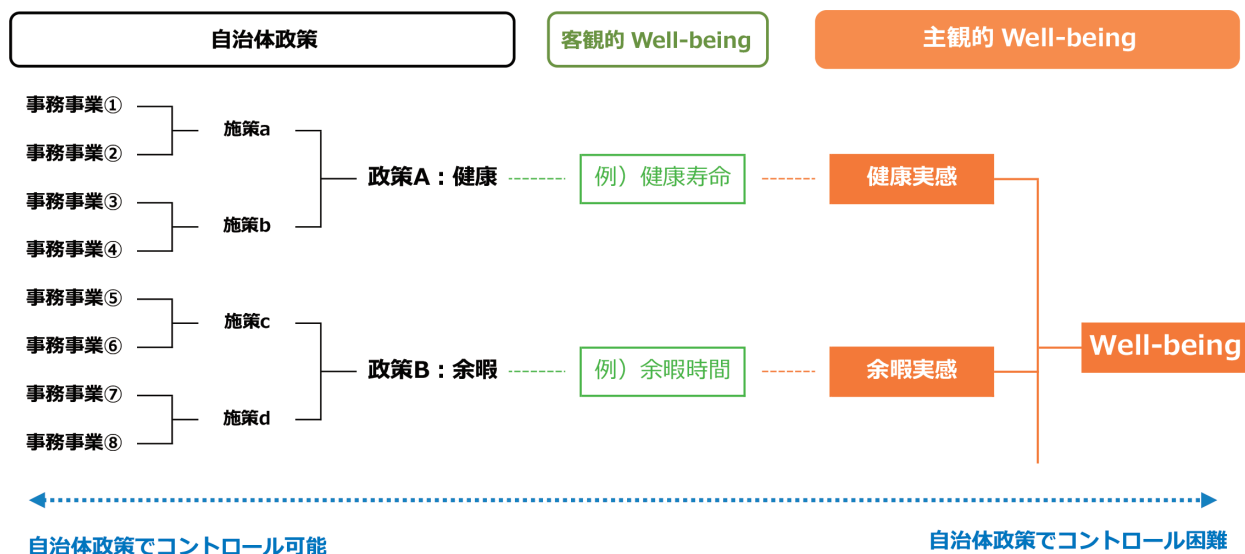 自治体政策
客観的 Well-being
主観的 Well-being
事務事業①
事務事業②
事務事業③
事務事業④
事務事業⑤
事務事業⑥
事務事業⑦
事務事業⑧
施策a
施策b
施策c
施策d
政策A：健康
例）健康寿命
健康実感
政策B：余暇
例）余暇時間
余暇実感
Well-being
自治体政策でコントロール可能
自治体政策でコントロール困難